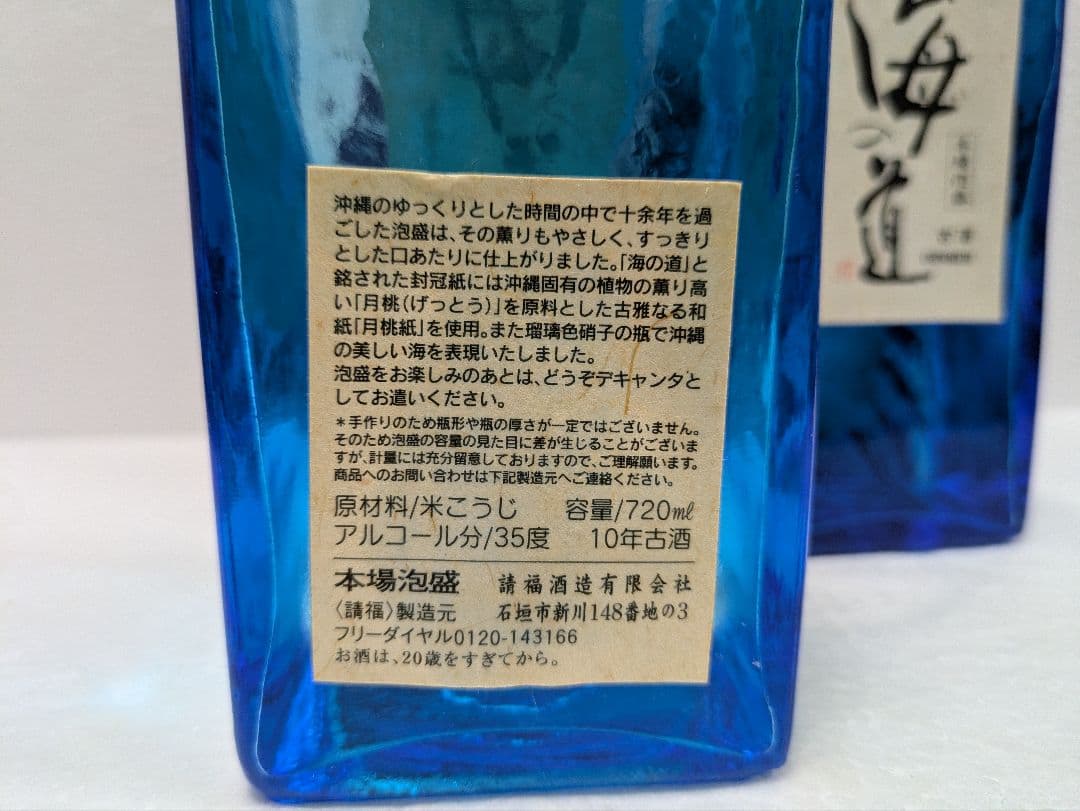 沖縄のゆっくりとした時間の中で十余年を過
ごした泡盛は、その薫りもやさしく、すっきり
とした口あたりに仕上がりました。「海の道」と
銘された封冠紙には沖縄固有の植物の薫り高
い「月桃（げっとう）」を原料とした古雅なる和
紙「月桃紙」を使用。また瑠璃色硝子の瓶で沖縄
の美しい海を表現いたしました。
泡盛をお楽しみのあとは、どうぞデキャンタと
してお遣いください。
＊手作りのため瓶形や瓶の厚さが一定ではございません。
そのため泡盛の容量の見た目に差が生じることがございま
すが、計量には充分留意しておりますので、ご理解願います。
商品へのお問い合わせは下記製造元へご連絡ください。
原材料/米こうじ 容量/720ml
アルコール分/35度 10年古酒
本場泡盛 請福酒造有限会社
〈請福〉製造元 石垣市新川148番地の3
フリーダイヤル0120-143166
お酒は、20歳をすぎてから。
海の道